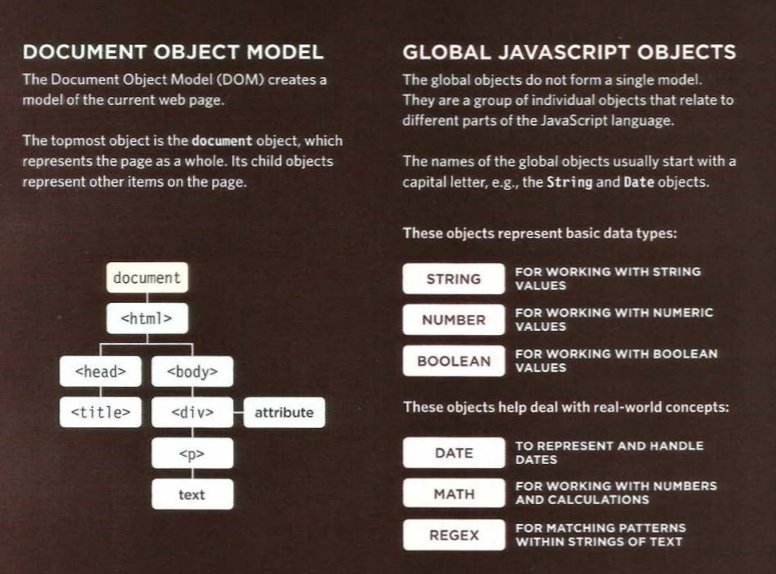 DOCUMENT OBJECT MODEL
The Document Object Model (DOM) creates a
model of the current web page.
The topmost object is the document object, which
represents the page as a whole. Its child objects
represent other items on the page.
document
<html>
<head>
<body>
<title>
<div>
attribute
<p>
text
GLOBAL JAVASCRIPT OBJECTS
The global objects do not form a single model.
They are a group of individual objects that relate to
different parts of the JavaScript language.
The names of the global objects usually start with a
capital letter, e.g., the String and Date objects.
These objects represent basic data types:
STRING
FOR WORKING WITH STRING
VALUES
NUMBER
FOR WORKING WITH NUMERIC
VALUES
BOOLEAN
FOR WORKING WITH BOOLEAN
VALUES
These objects help deal with real-world concepts:
DATE
TO REPRESENT AND HANDLE
DATES
MATH
FOR WORKING WITH NUMBERS
AND CALCULATIONS
REGEX
FOR MATCHING PATTERNS
WITHIN STRINGS OF TEXT